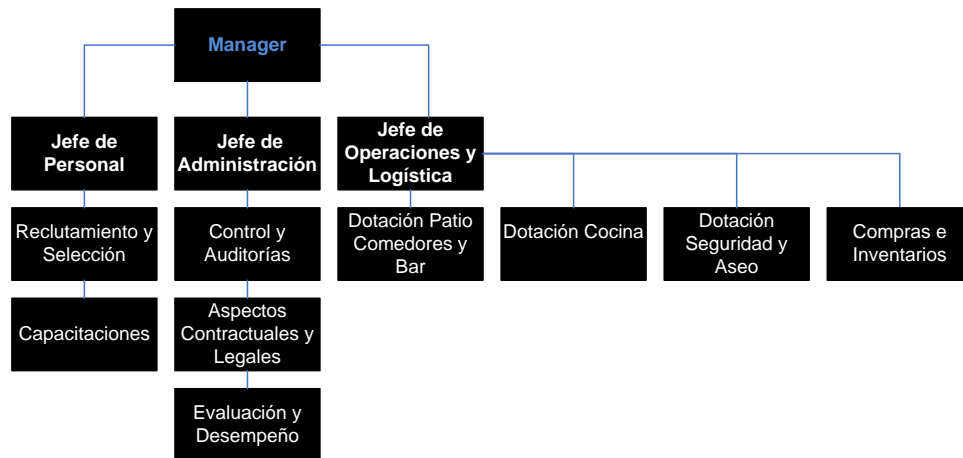 Manager
Jefe de
Personal
Jefe de
Administración
Jefe de
Operaciones y
Logística
Reclutamiento y
Selección
Control y
Auditorías
Dotación Patio
Comedores y
Bar
Dotación Cocina
Dotación
Seguridad y
Aseo
Compras e
Inventarios
Capacitaciones
Aspectos
Contractuales y
Legales
Evaluación y
Desempeño